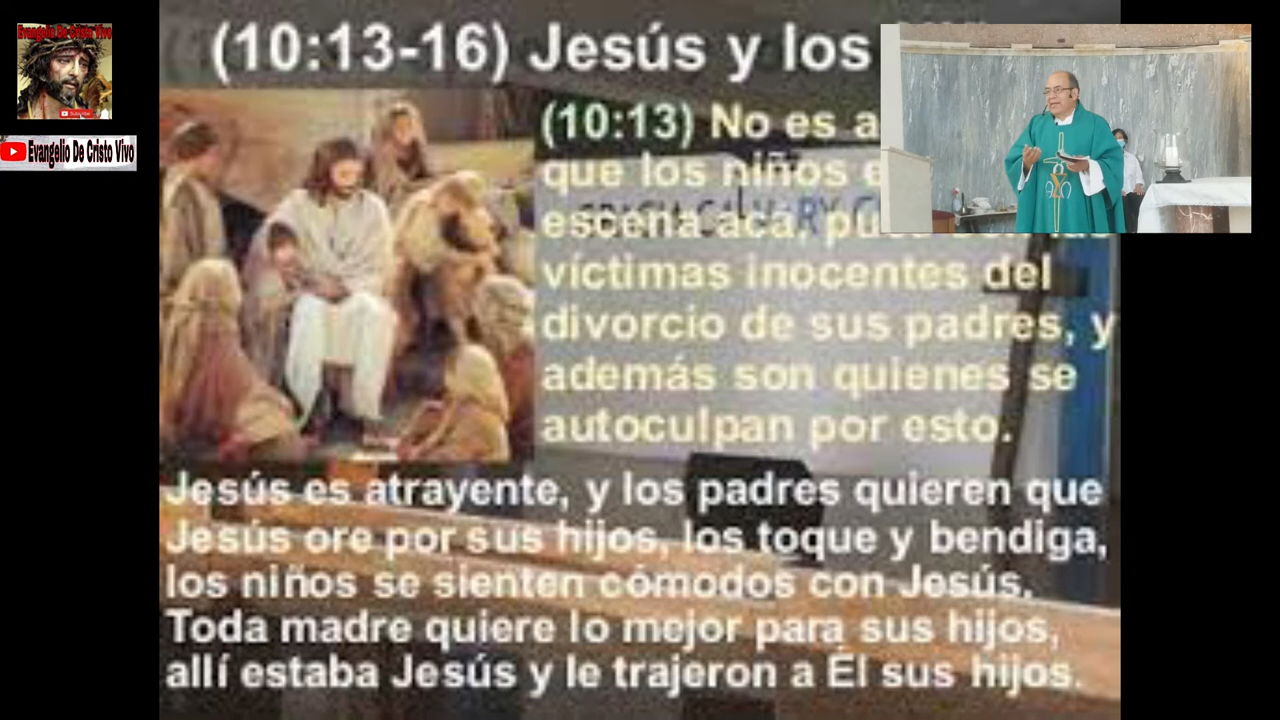 Evangelio De Cristo Vivo
Evangelio De Cristo Vivo
(10:13-16) Jesús y los
(10:13) No es a
que los niños e
escena acá, pu
víctimas inocentes del
divorcio de sus padres, y
además son quienes se
autoculpan por esto.
Jesús es atrayente, y los padres quieren que
Jesús ore por sus hijos, los toque y bendiga,
los niños se sienten cómodos con Jesús.
Toda madre quiere lo mejor para sus hijos,
allí estaba Jesús y le trajeron a Él sus hijos.